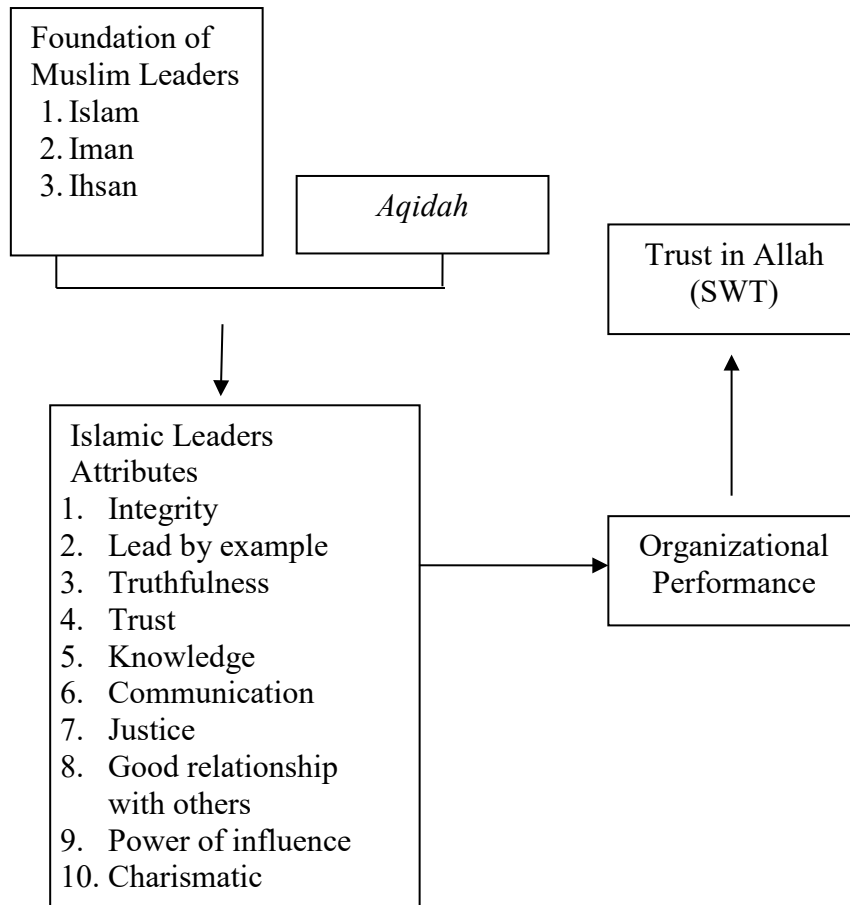 Foundation of
Muslim Leaders
1. Islam
2. Iman
3. Ihsan
Aqidah
Trust in Allah
(SWT)
Islamic Leaders
Attributes
1. Integrity
2. Lead by example
3. Truthfulness
4. Trust
5. Knowledge
6. Communication
7. Justice
8. Good relationship
with others
9. Power of influence
10. Charismatic
Organizational
Performance